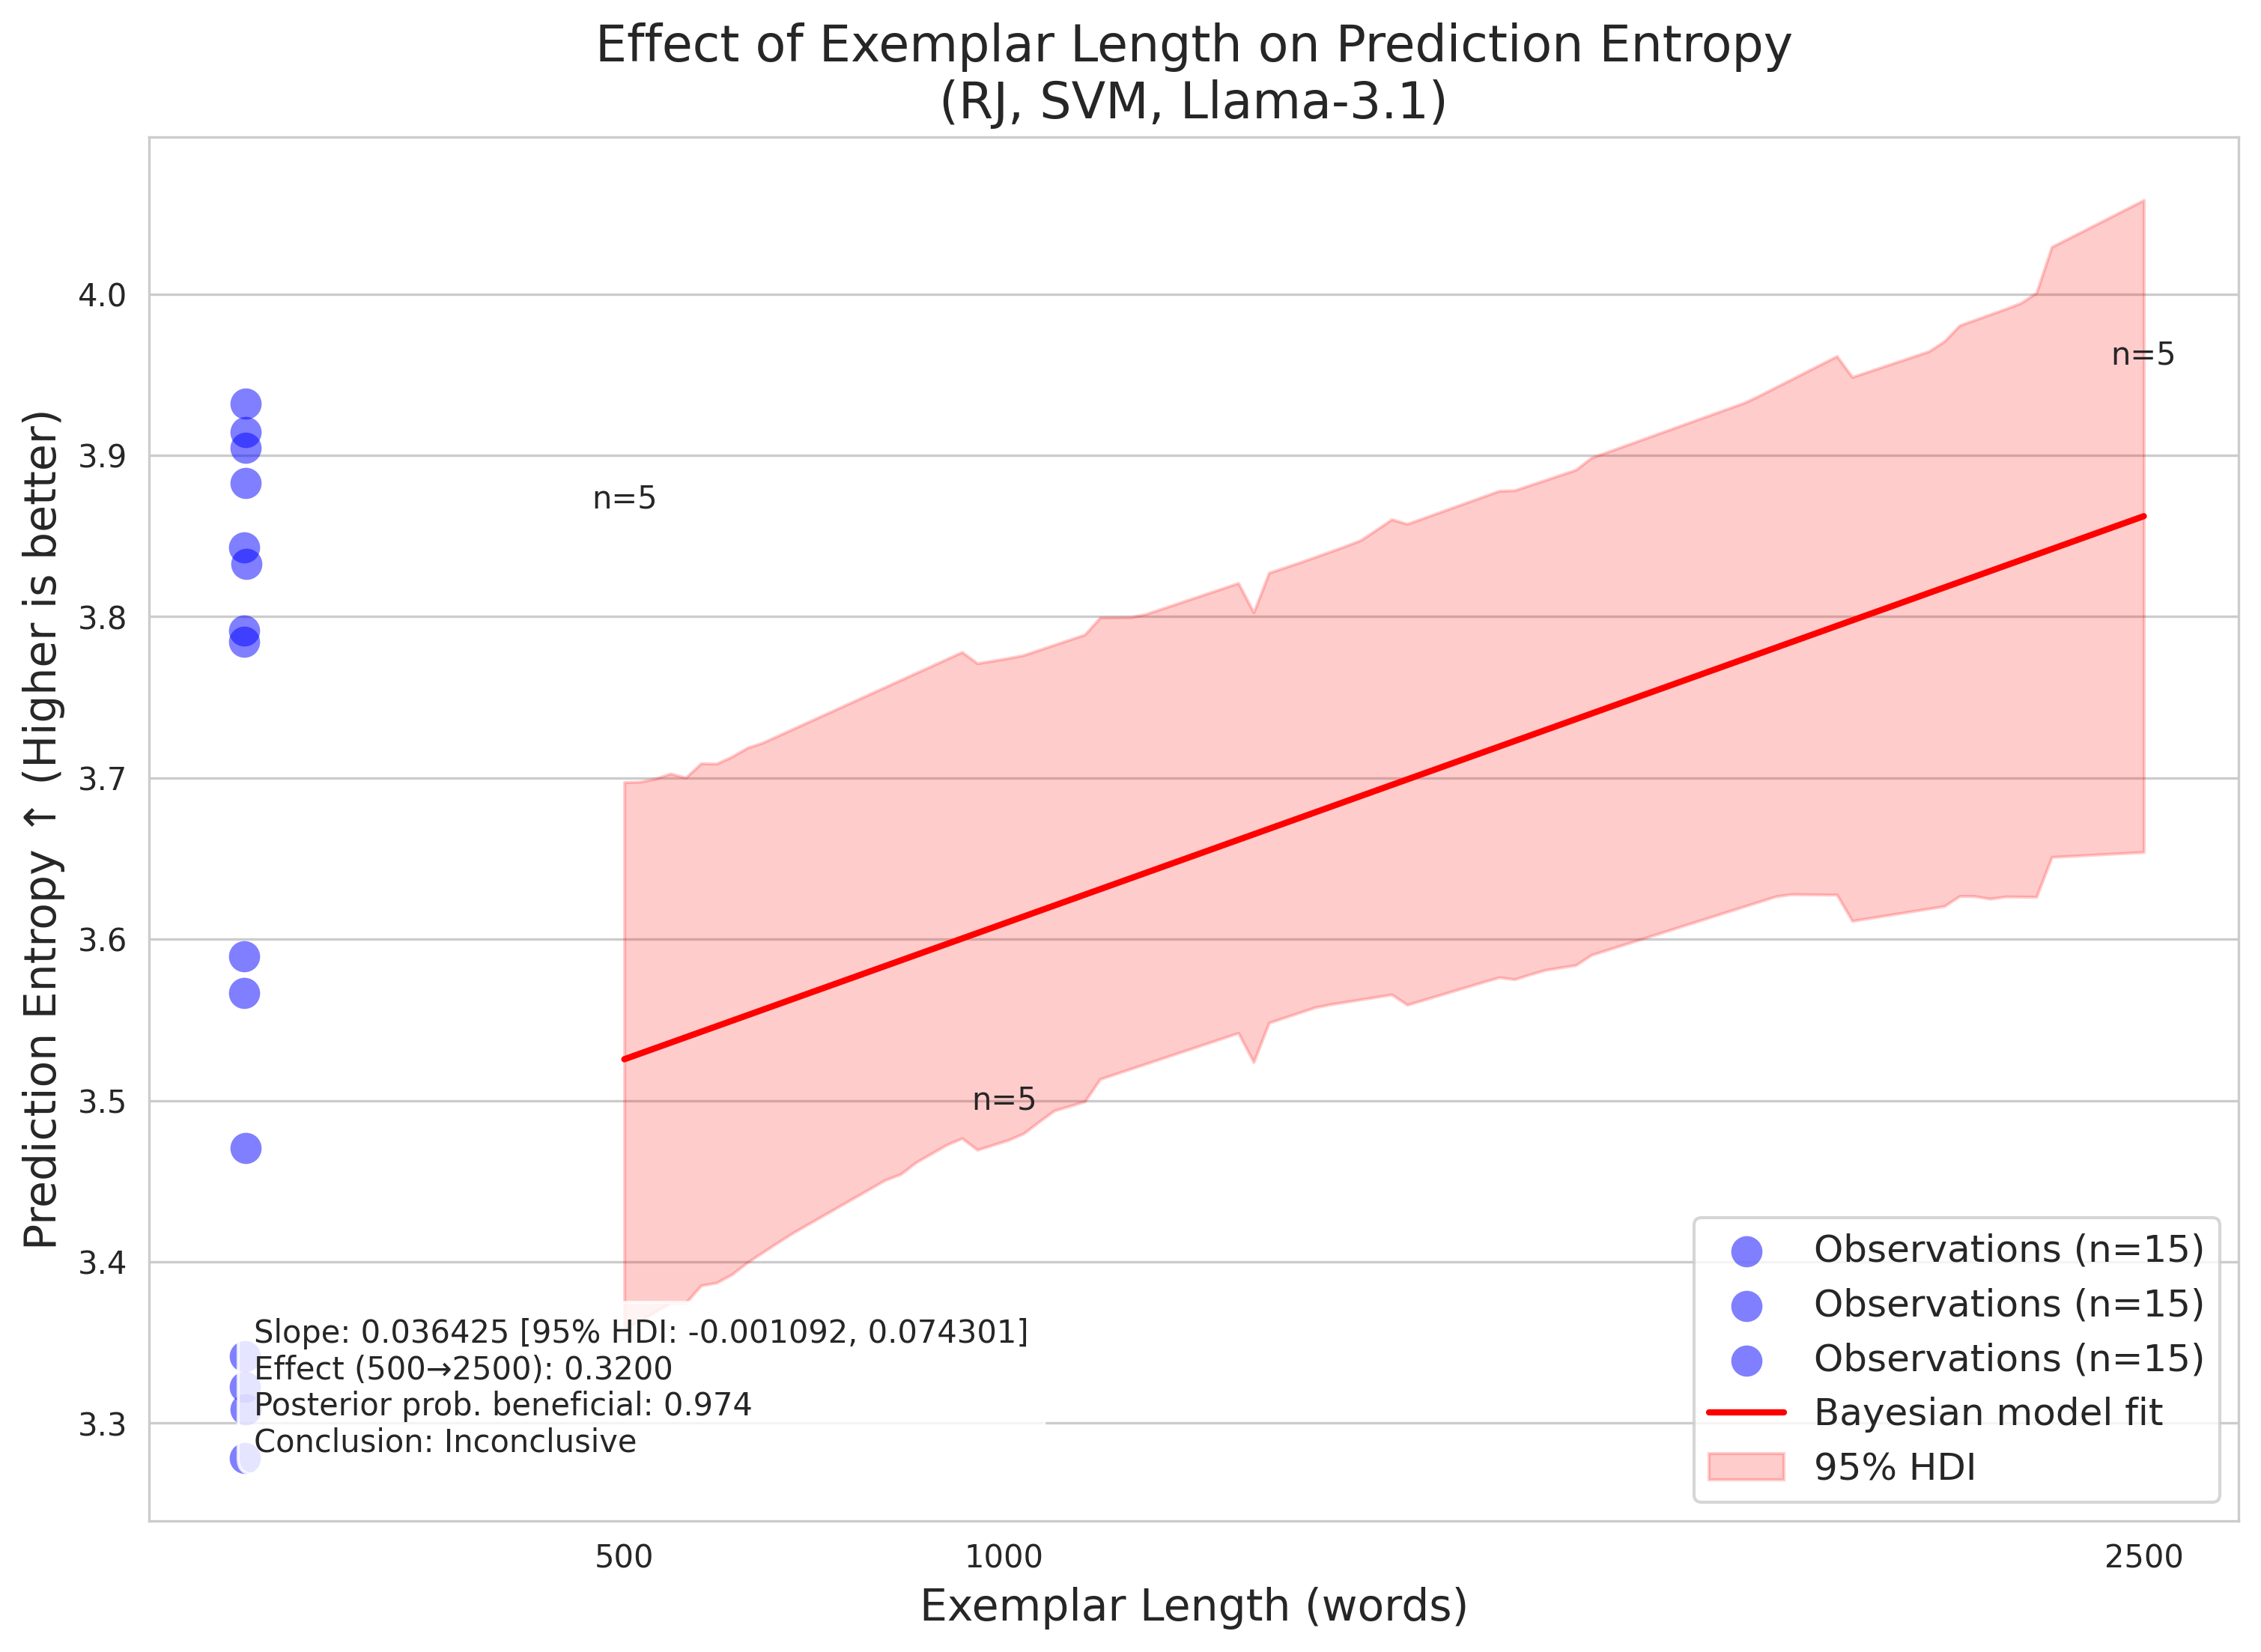 Effect of Exemplar Length on Prediction Entropy
(RJ, SVM, Llama-3.1)
Prediction Entropy ↑ (Higher is better)
4.0
3.9
3.8
3.7
3.6
3.5
3.4
3.3
n=5
n=5
n=5
Slope: 0.036425 [95% HDI: -0.001092, 0.074301]
Effect (500→2500): 0.3200
Posterior prob. beneficial: 0.974
Conclusion: Inconclusive
Observations (n=15)
Observations (n=15)
Observations (n=15)
Bayesian model fit
95% HDI
500
1000
2500
Exemplar Length (words)